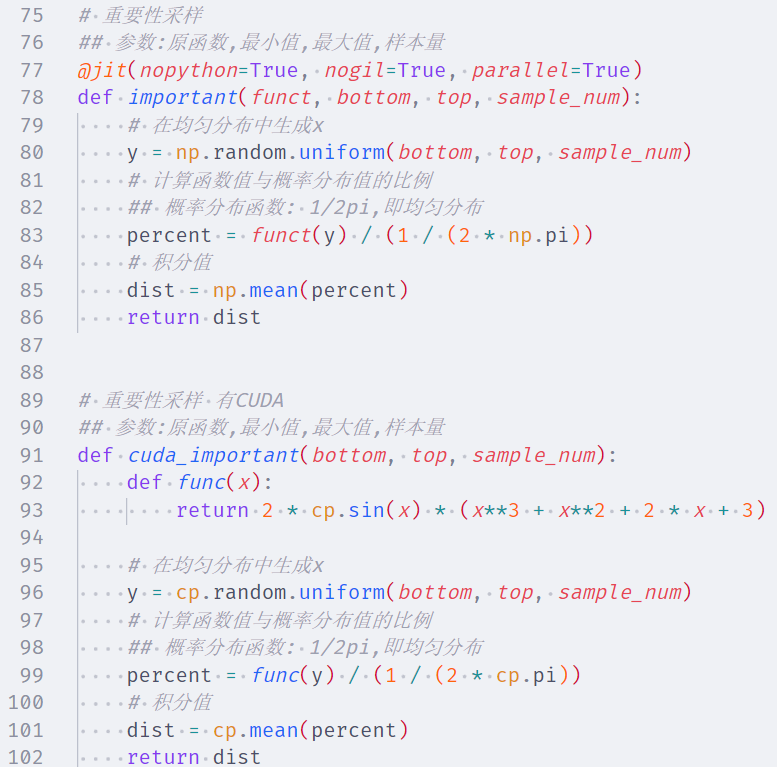 75 # 重要性采样
76 ## 参数:原函数,最小值,最大值,样本量
77 @jit(nopython=True, nogil=True, parallel=True)
78 def important(funct, bottom, top, sample_num):
79     # 在均匀分布中生成x
80     y = np.random.uniform(bottom, top, sample_num)
81     # 计算函数值与概率分布值的比例
82     ## 概率分布函数: 1/2pi,即均匀分布
83     percent = funct(y) / (1 / (2 * np.pi))
84     # 积分值
85     dist = np.mean(percent)
86     return dist
87
88
89 # 重要性采样 有CUDA
90 ## 参数:原函数,最小值,最大值,样本量
91 def cuda_important(bottom, top, sample_num):
92     def func(x):
93         return 2 * cp.sin(x) * (x**3 + x**2 + 2 * x + 3)
94
95     # 在均匀分布中生成x
96     y = cp.random.uniform(bottom, top, sample_num)
97     # 计算函数值与概率分布值的比例
98     ## 概率分布函数: 1/2pi,即均匀分布
99     percent = func(y) / (1 / (2 * cp.pi))
100     # 积分值
101     dist = cp.mean(percent)
102     return dist